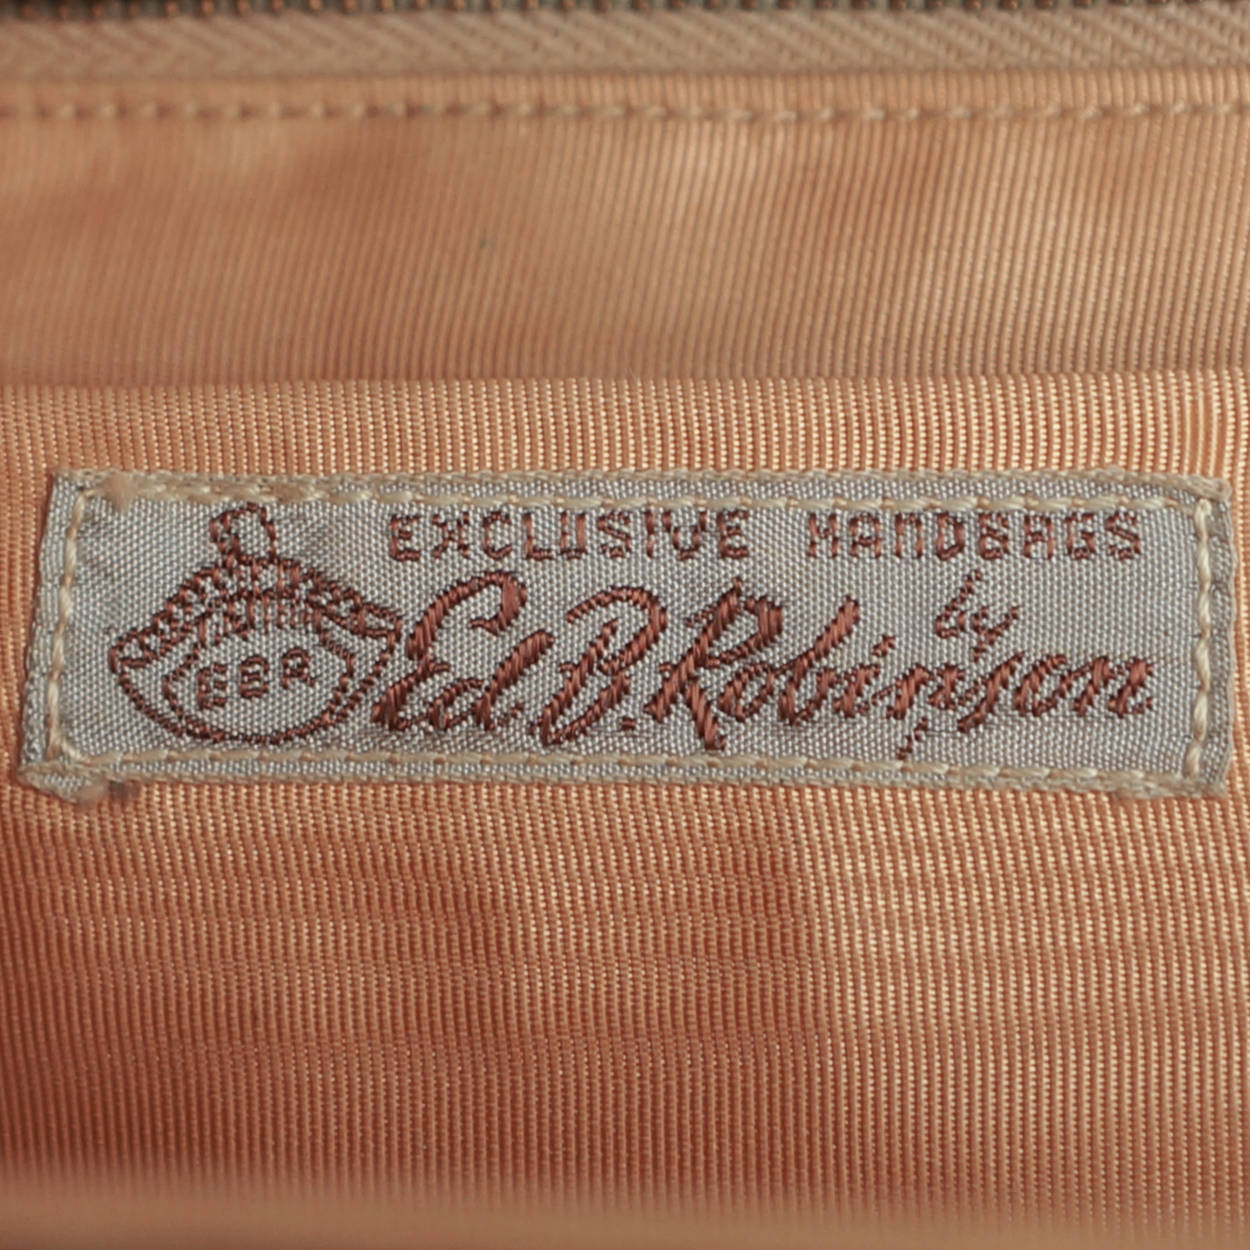 EXCLUSIVE HANDBAGS
by
Ed B. Robinson
EBR